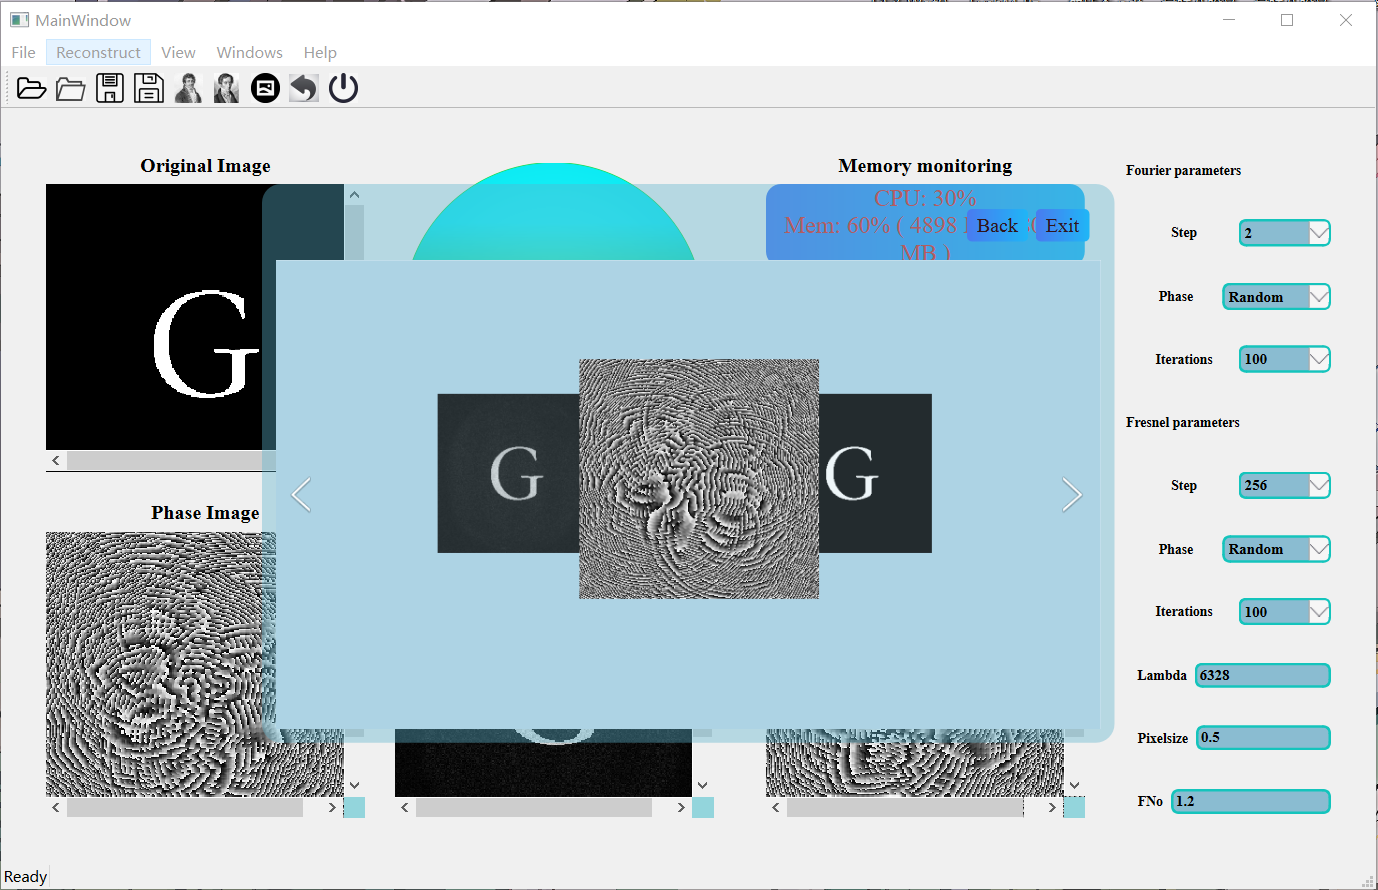 MainWindow
File Reconstruct View Windows Help
Original Image
Memory monitoring
CPU: 30%
Mem: 60% ( 4898
MB )
Back Exit
G
G G
Phase Image
Fourier parameters
Step 2
Phase Random
Iterations 100
Fresnel parameters
Step 256
Phase Random
Iterations 100
Lambda 6328
Pixelsize 0.5
FNo 1.2
Ready